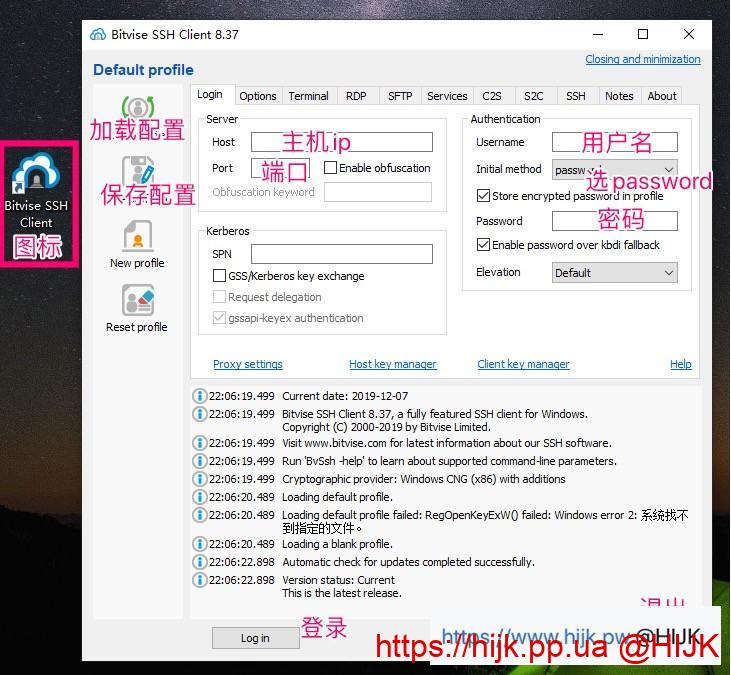 Bitvise SSH Client 8.37
Closing and minimization
Default profile
Login Options Terminal RDP SFTP Services C2S S2C SSH Notes About
加载配置
保存配置
New profile
Reset profile
Bitvise SSH
Client
图标
Server
Host 主机ip
Port 端口 Enable obfuscation
Obfuscation keyword
Kerberos
SPN
GSS/Kerberos key exchange
Request delegation
gssapi-keyex authentication
Authentication
Username 用户名
Initial method password
选password
Store encrypted password in profile
Password 密码
Enable password over kbdi fallback
Elevation Default
Proxy settings Host key manager Client key manager Help
22:06:19.499 Current date: 2019-12-07
22:06:19.499 Bitvise SSH Client 8.37, a fully featured SSH client for Windows.
Copyright (C) 2000-2019 by Bitvise Limited.
22:06:19.499 Visit www.bitvise.com for latest information about our SSH software.
22:06:19.499 Run 'BvSsh -help' to learn about supported command-line parameters.
22:06:19.499 Cryptographic provider: Windows CNG (x86) with additions
22:06:20.489 Loading default profile.
22:06:20.489 Loading default profile failed: RegOpenKeyExW() failed: Windows error 2: 系统找不
到指定的文件。
22:06:20.489 Loading a blank profile.
22:06:22.898 Automatic check for updates completed successfully.
22:06:22.898 Version status: Current
This is the latest release.
Log in 登录
https://www.hijk.pw @HIJK
https://hijk.pp.ua @HIJK